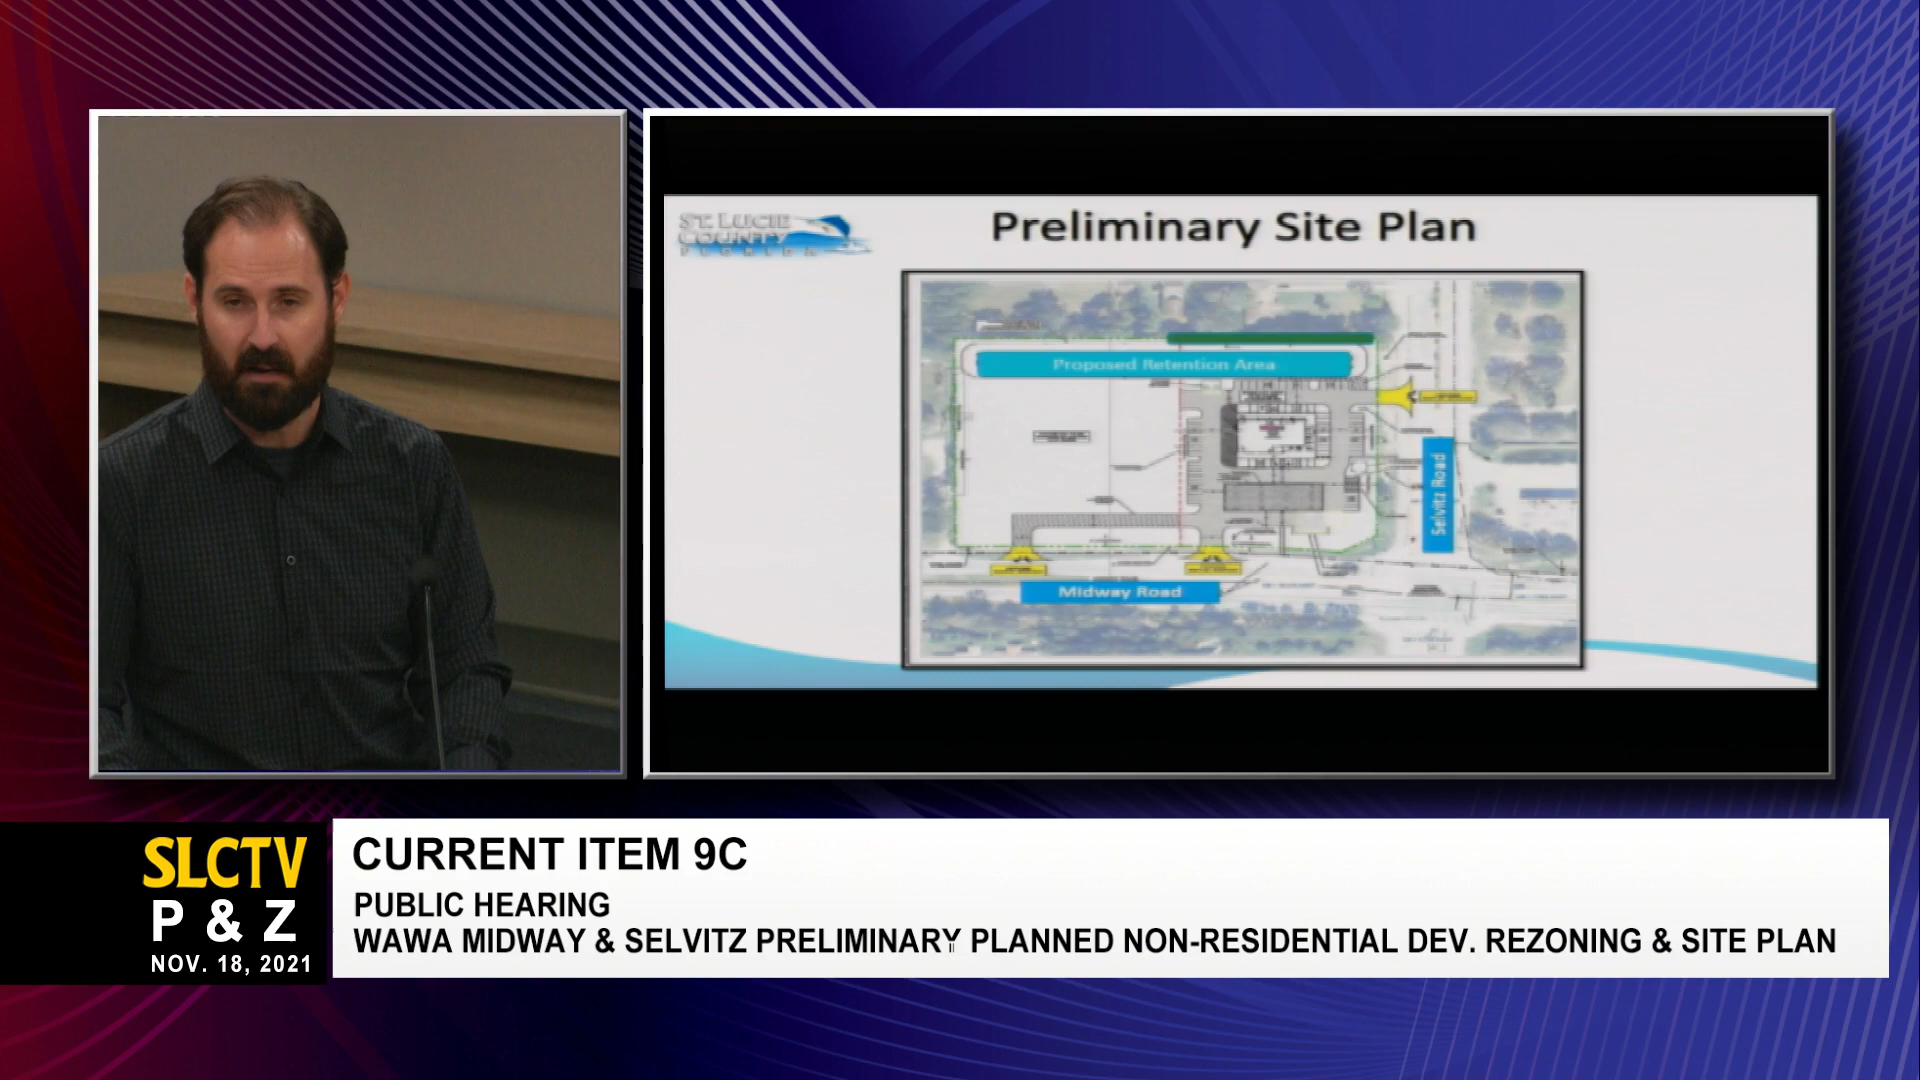 ST. LUCIE
COUNTY
FLORIDA
Preliminary Site Plan
Proposed Retention Area
Selvitz Road
Midway Road
SLCTV
P & Z
NOV. 18, 2021
CURRENT ITEM 9C
PUBLIC HEARING
WAWA MIDWAY & SELVITZ PRELIMINARY PLANNED NON-RESIDENTIAL DEV. REZONING & SITE PLAN